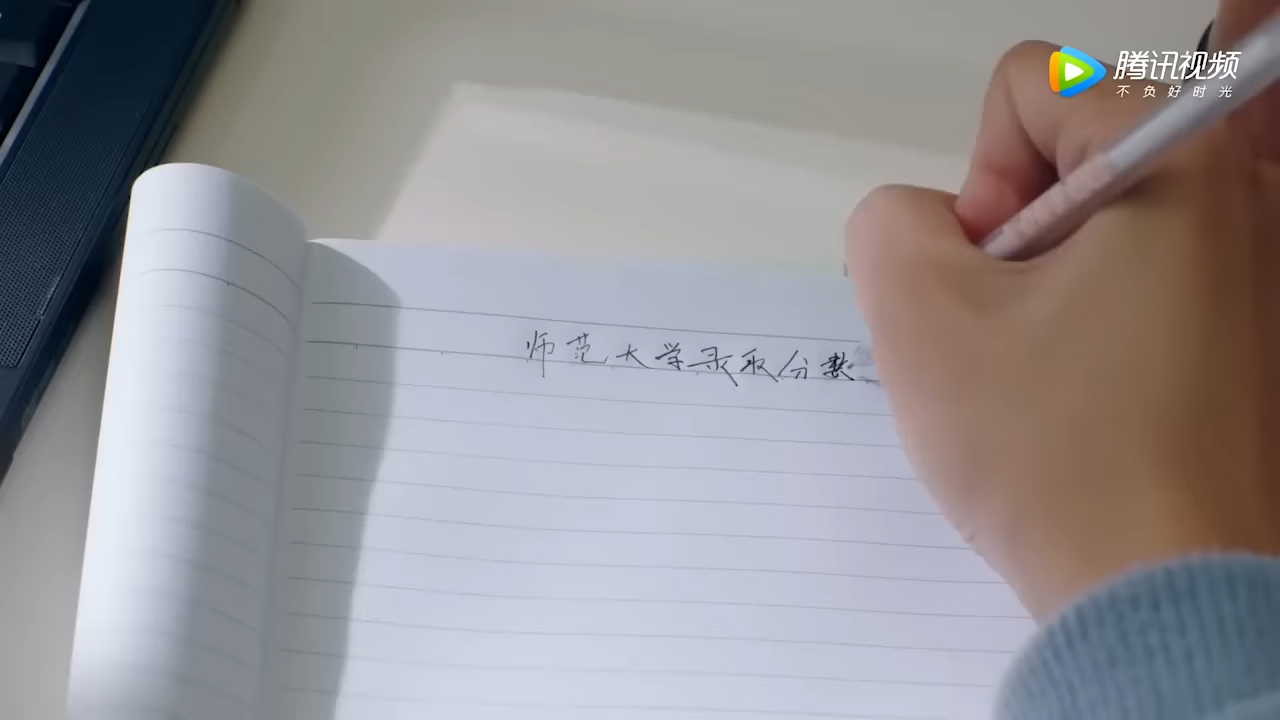 腾讯视频
不负好时光
师范大学录取分数